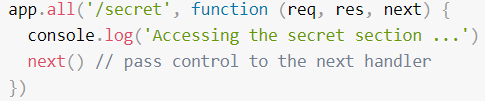 app.all('/secret', function (req, res, next) {
  console.log('Accessing the secret section ...')
  next() // pass control to the next handler
})